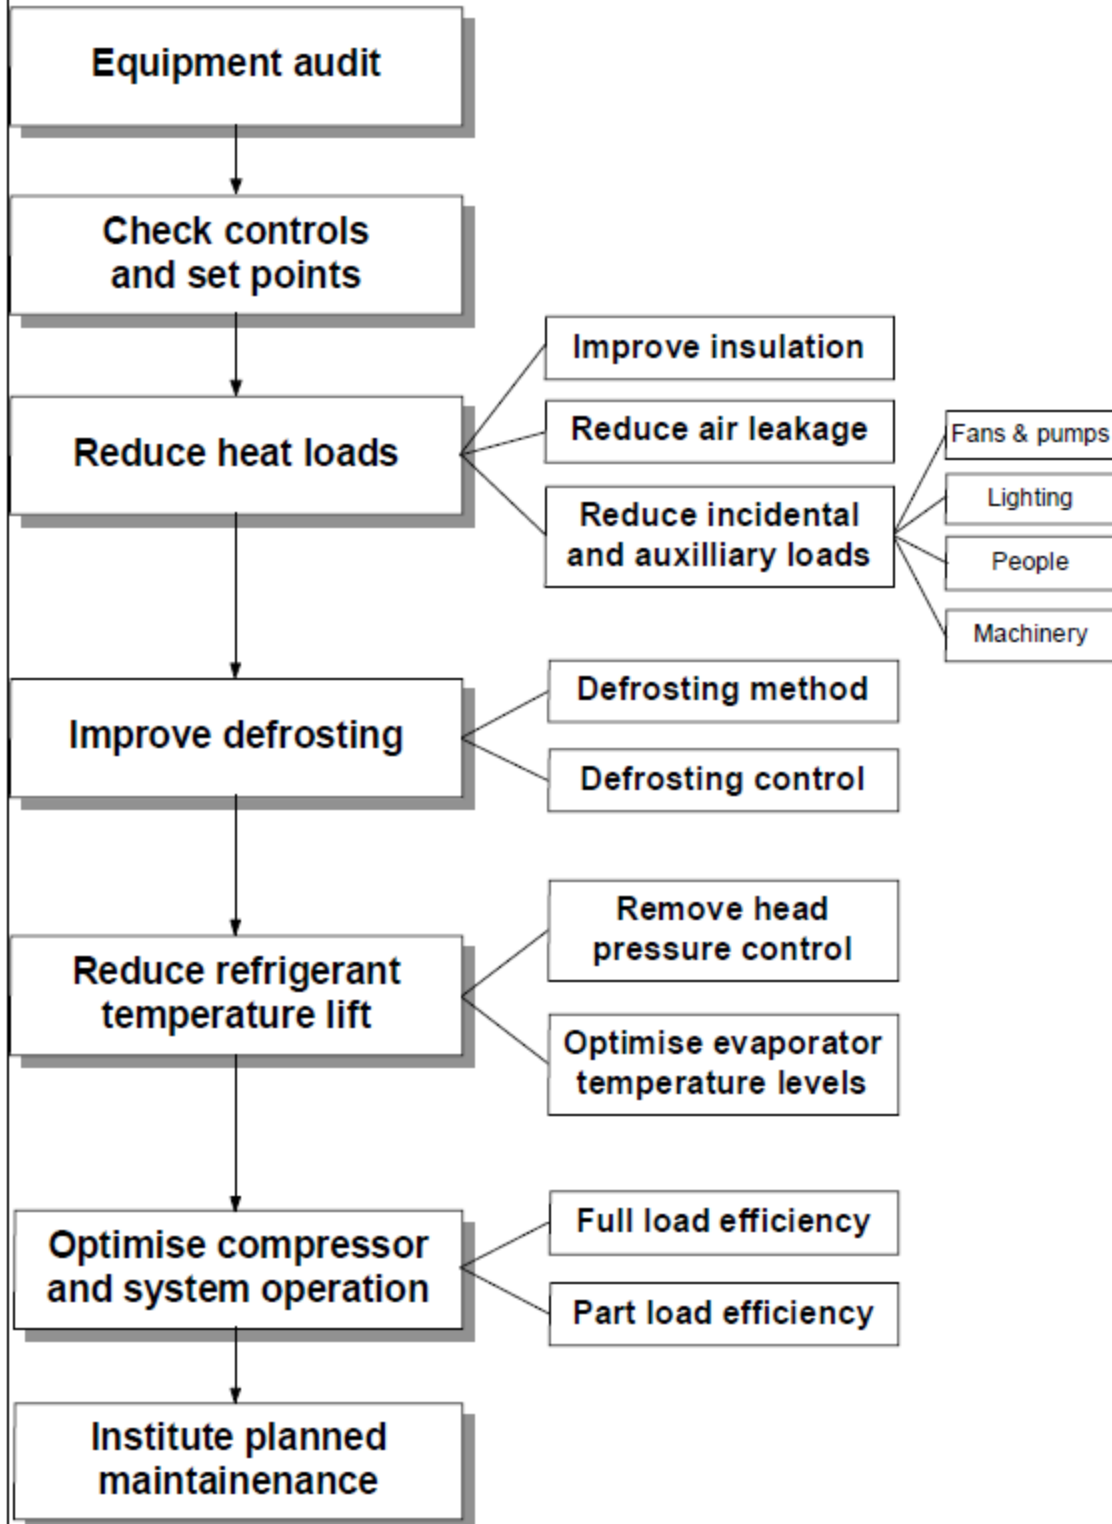 Equipment audit
Check controls
and set points
Reduce heat loads
Improve insulation
Reduce air leakage
Reduce incidental
and auxilliary loads
Fans & pumps
Lighting
People
Machinery
Improve defrosting
Defrosting method
Defrosting control
Reduce refrigerant
temperature lift
Remove head
pressure control
Optimise evaporator
temperature levels
Optimise compressor
and system operation
Full load efficiency
Part load efficiency
Institute planned
maintainenance